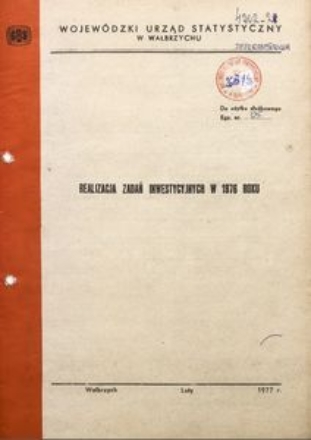 WOJEWÓDZKI URZĄD STATYSTYCZNY
W WAŁBRZYCHU
Do użytku służbowego
Egz. nr.
REALIZACJA ZADAŃ INWESTYCYJNYCH W 1976 ROKU
Wałbrzych Luty 1977 r.